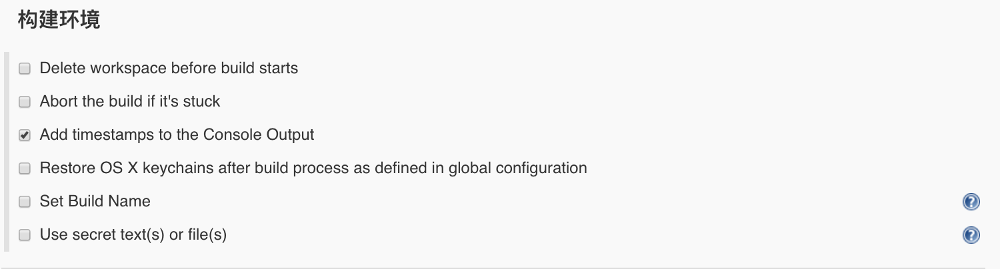 构建环境
Delete workspace before build starts
Abort the build if it's stuck
Add timestamps to the Console Output
Restore OS X keychains after build process as defined in global configuration
Set Build Name
Use secret text(s) or file(s)